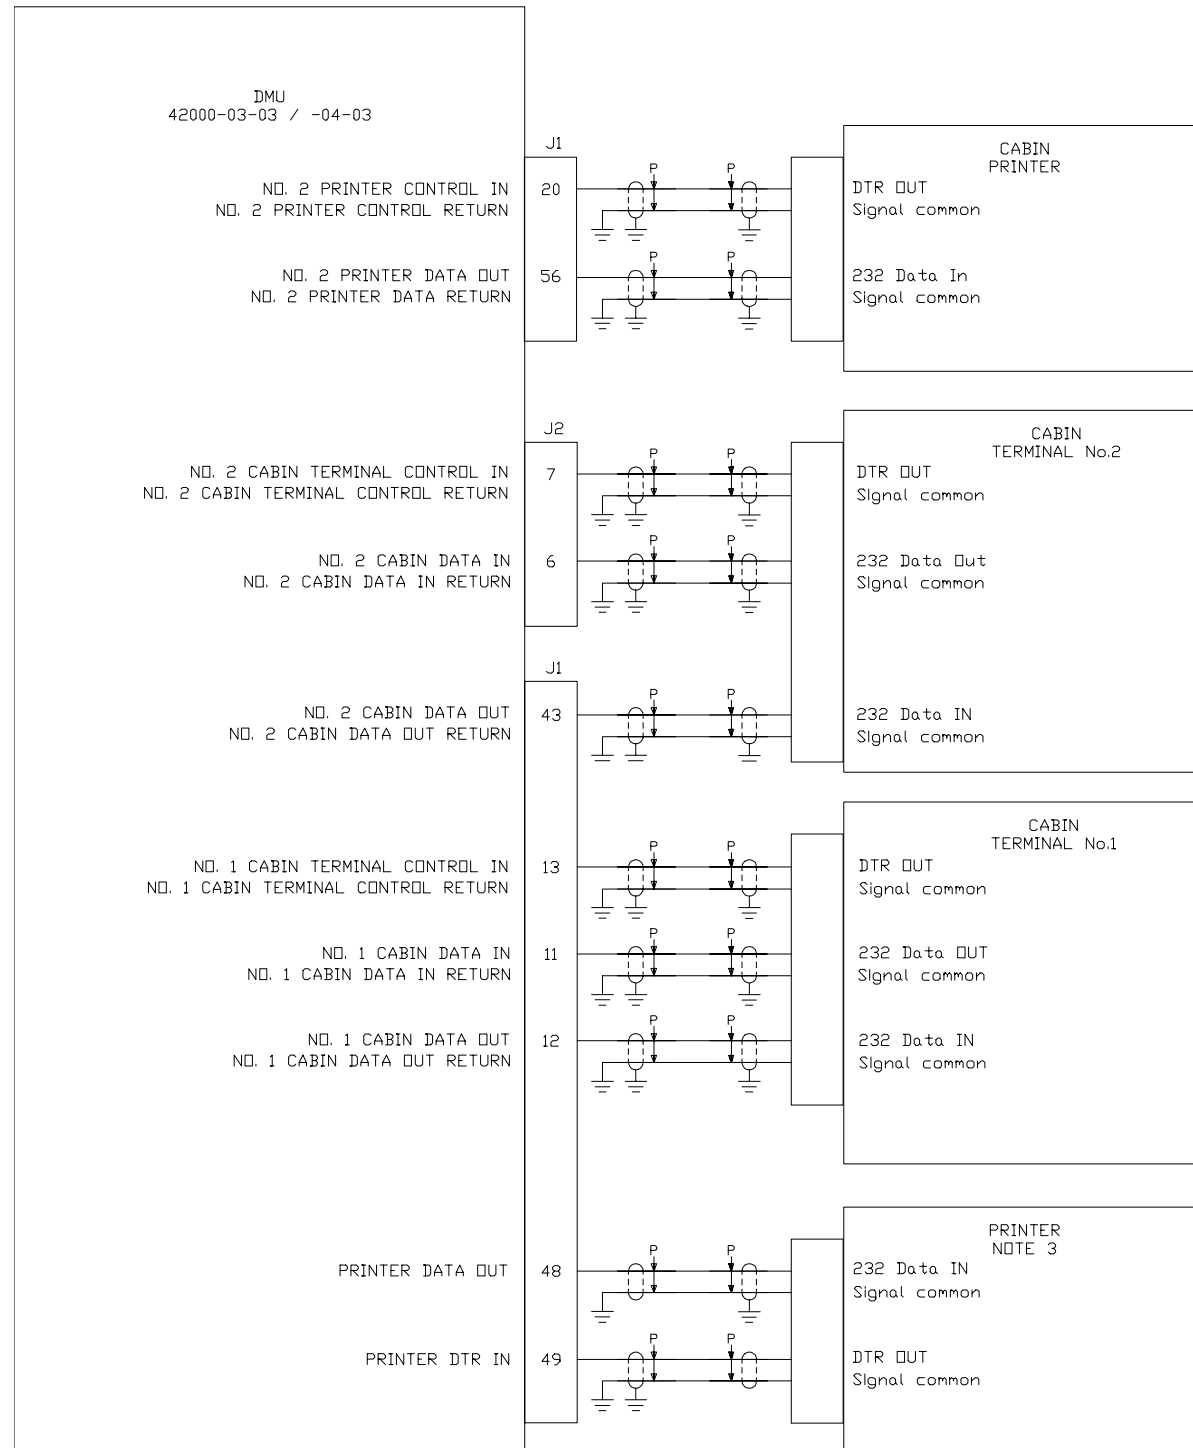 DMU
42000-03-03 / -04-03
J1
CABIN
PRINTER
P P
NO. 2 PRINTER CONTROL IN 20 DTR OUT
NO. 2 PRINTER CONTROL RETURN Signal common
P P
NO. 2 PRINTER DATA OUT 56 232 Data In
NO. 2 PRINTER DATA RETURN Signal common
J2
CABIN
TERMINAL No.2
P P
NO. 2 CABIN TERMINAL CONTROL IN 7 DTR OUT
NO. 2 CABIN TERMINAL CONTROL RETURN SIgnal common
P P
NO. 2 CABIN DATA IN 6 232 Data Out
NO. 2 CABIN DATA IN RETURN SIgnal common
J1
P P
NO. 2 CABIN DATA OUT 43 232 Data IN
NO. 2 CABIN DATA OUT RETURN SIgnal common
CABIN
TERMINAL No.1
P P
NO. 1 CABIN TERMINAL CONTROL IN 13 DTR OUT
NO. 1 CABIN TERMINAL CONTROL RETURN Signal common
P P
NO. 1 CABIN DATA IN 11 232 Data OUT
NO. 1 CABIN DATA IN RETURN SIgnal common
P P
NO. 1 CABIN DATA OUT 12 232 Data IN
NO. 1 CABIN DATA OUT RETURN SIgnal common
PRINTER
NOTE 3
P P
PRINTER DATA OUT 48 232 Data IN
Signal common
P P
PRINTER DTR IN 49 DTR OUT
SIgnal common